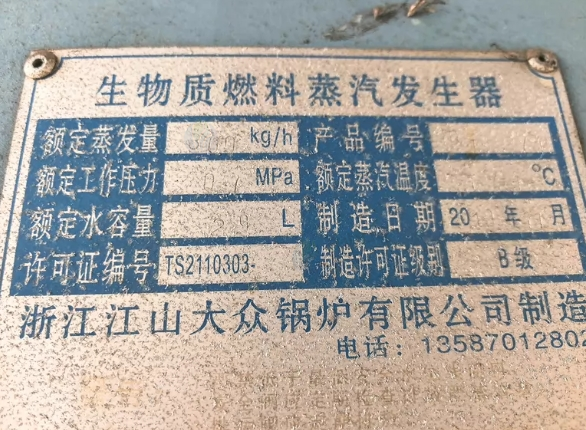 生物质燃料蒸汽发生器
额定蒸发量 kg/h 产品编号
额定工作压力 MPa 额定蒸汽温度 ℃
额定水容量 L 制造日期 20 年 月
许可证编号 TS2110303- 制造许可证级别 B级
浙江江山大众锅炉有限公司制造
电话：13587012802